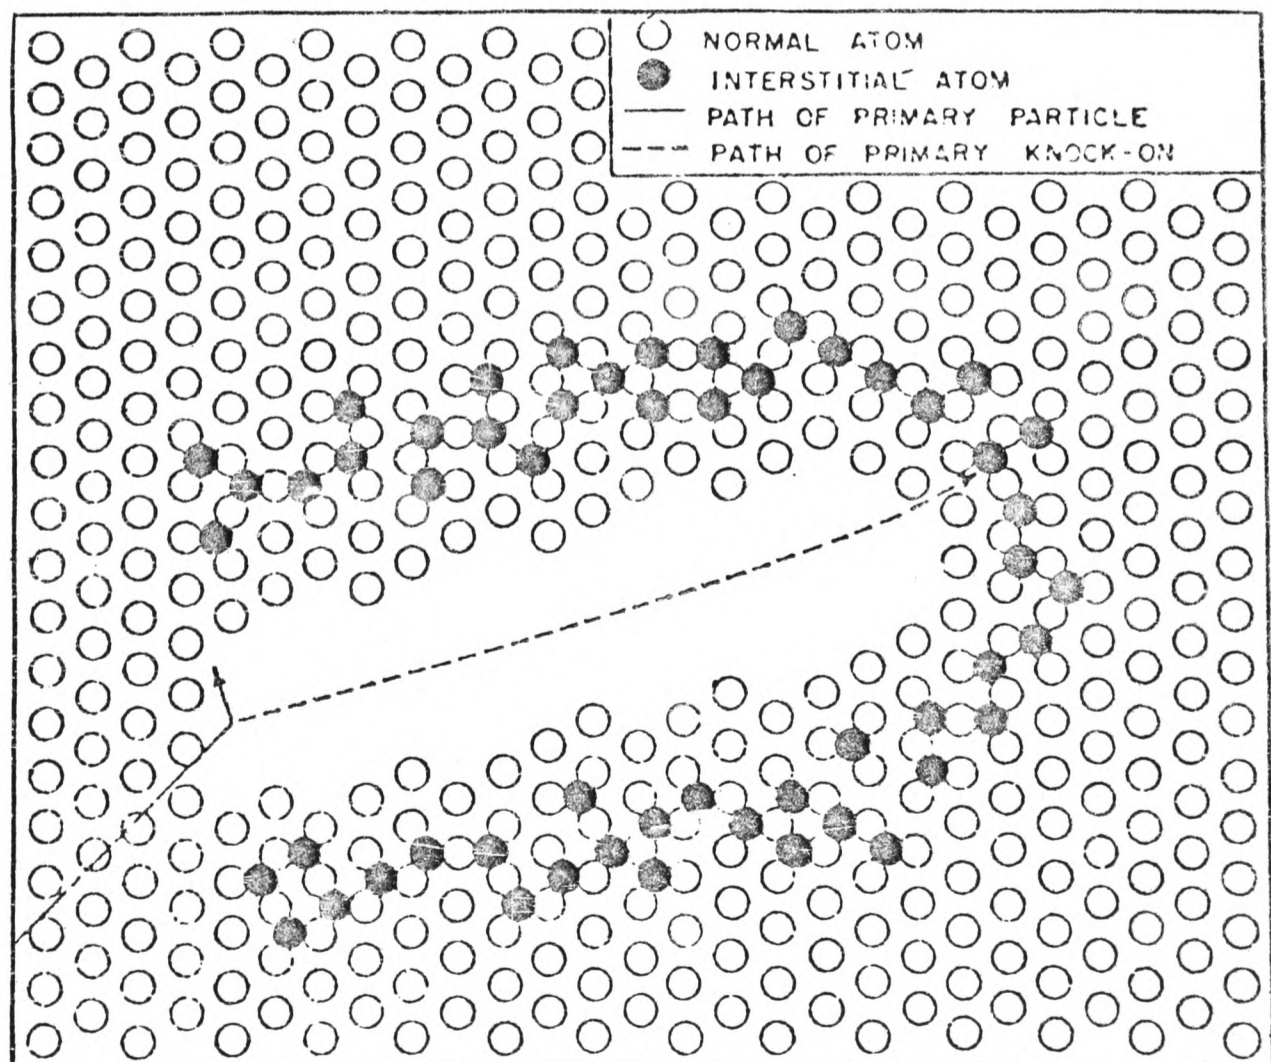 NORMAL ATOM
INTERSTITIAL ATOM
PATH OF PRIMARY PARTICLE
PATH OF PRIMARY KNOCK-ON